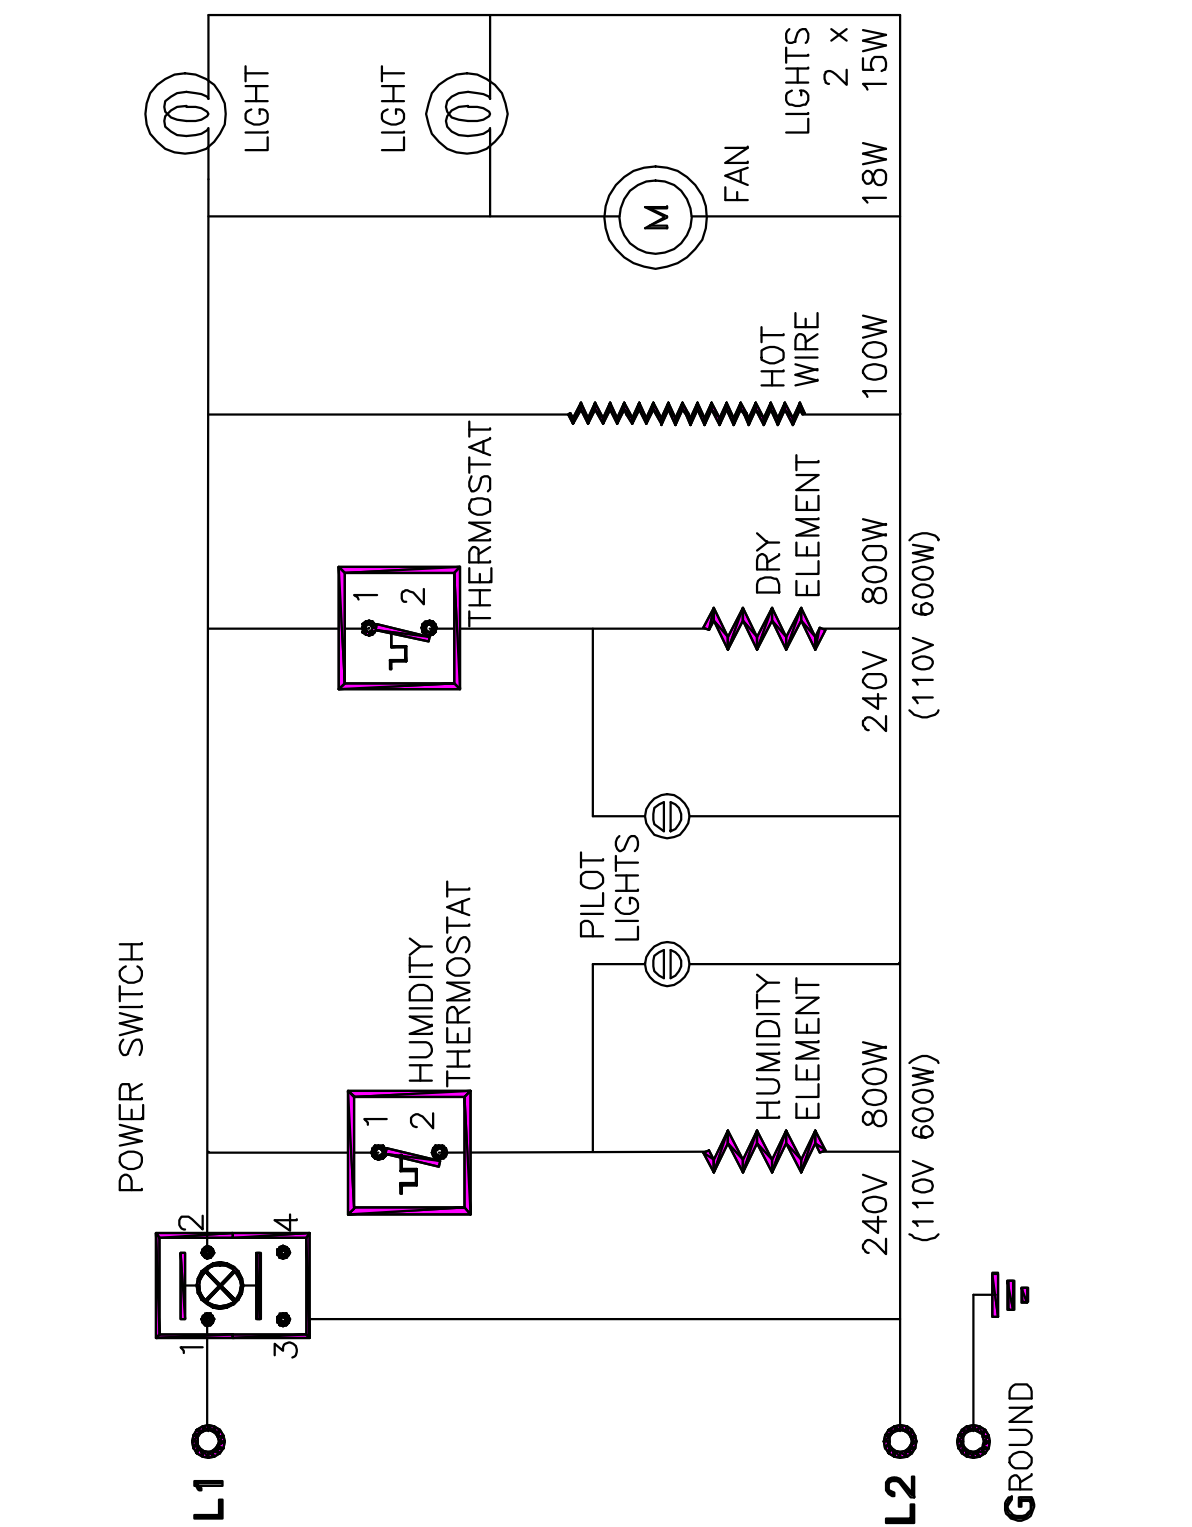 POWER SWITCH
1
2
3
4
L1
HUMIDITY
THERMOSTAT
1
2
THERMOSTAT
1
2
LIGHT
LIGHT
PILOT
LIGHTS
M
FAN
HUMIDITY
ELEMENT
DRY
ELEMENT
HOT
WIRE
LIGHTS
2 x
15W
240V 800W
(110V 600W)
240V 800W
(110V 600W)
100W
18W
L2
GROUND